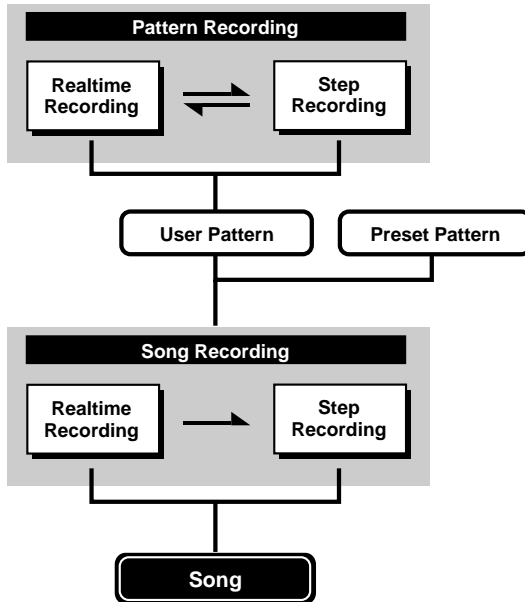 Pattern Recording
Realtime
Recording
Step
Recording
User Pattern
Preset Pattern
Song Recording
Realtime
Recording
Step
Recording
Song